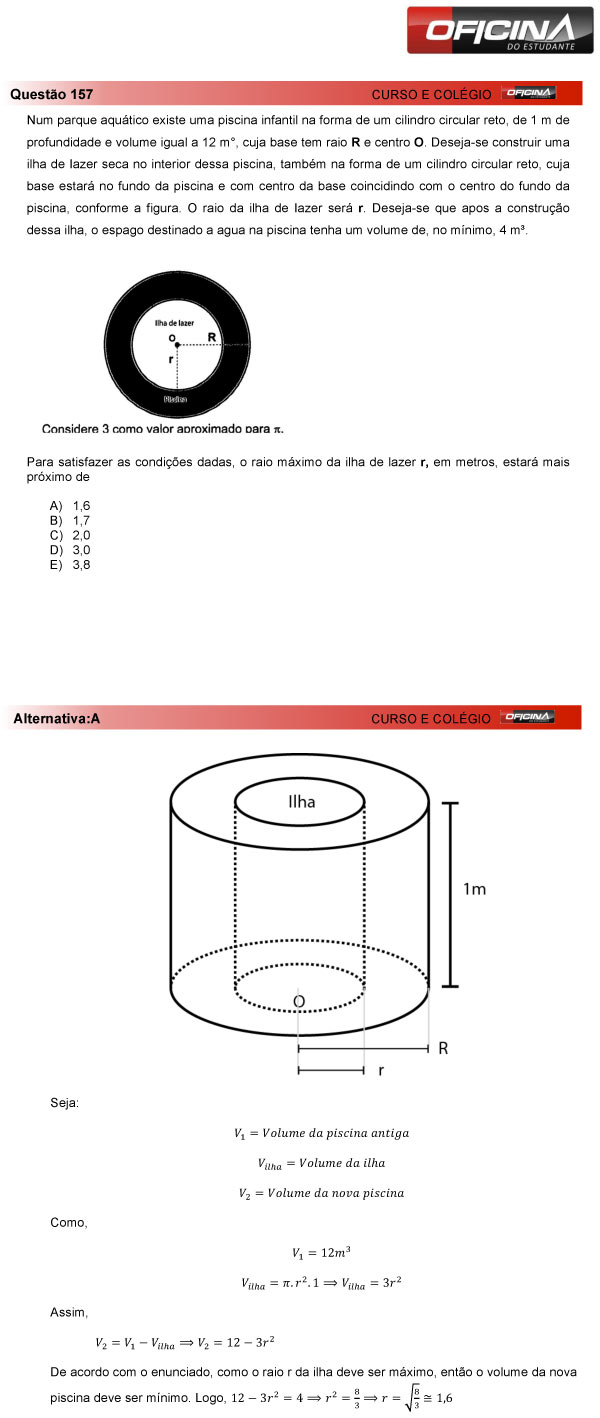 OFICINA
DO ESTUDANTE
Questão 157 CURSO E COLÉGIO OFICINA
Num parque aquático existe uma piscina infantil na forma de um cilindro circular reto, de 1 m de
profundidade e volume igual a 12 m°, cuja base tem raio R e centro O. Deseja-se construir uma
ilha de lazer seca no interior dessa piscina, também na forma de um cilindro circular reto, cuja
base estará no fundo da piscina e com centro da base coincidindo com o centro do fundo da
piscina, conforme a figura. O raio da ilha de lazer será r. Deseja-se que apos a construção
dessa ilha, o espago destinado a agua na piscina tenha um volume de, no mínimo, 4 m³.
Ilha de lazer
O R
r
Piscina
Considere 3 como valor aproximado para π.
Para satisfazer as condições dadas, o raio máximo da ilha de lazer r, em metros, estará mais
próximo de
A) 1,6
B) 1,7
C) 2,0
D) 3,0
E) 3,8
Alternativa:A CURSO E COLÉGIO OFICINA
Ilha
1m
O
R
r
Seja:
V₁ = Volume da piscina antiga
Vᵢₗₕₐ = Volume da ilha
V₂ = Volume da nova piscina
Como,
V₁ = 12m³
Vᵢₗₕₐ = π.r².1 ⟹ Vᵢₗₕₐ = 3r²
Assim,
V₂ = V₁ − Vᵢₗₕₐ ⟹ V₂ = 12 − 3r²
De acordo com o enunciado, como o raio r da ilha deve ser máximo, então o volume da nova
piscina deve ser mínimo. Logo, 12 − 3r² = 4 ⟹ r² = 8/3 ⟹ r = √(8/3) ≅ 1,6